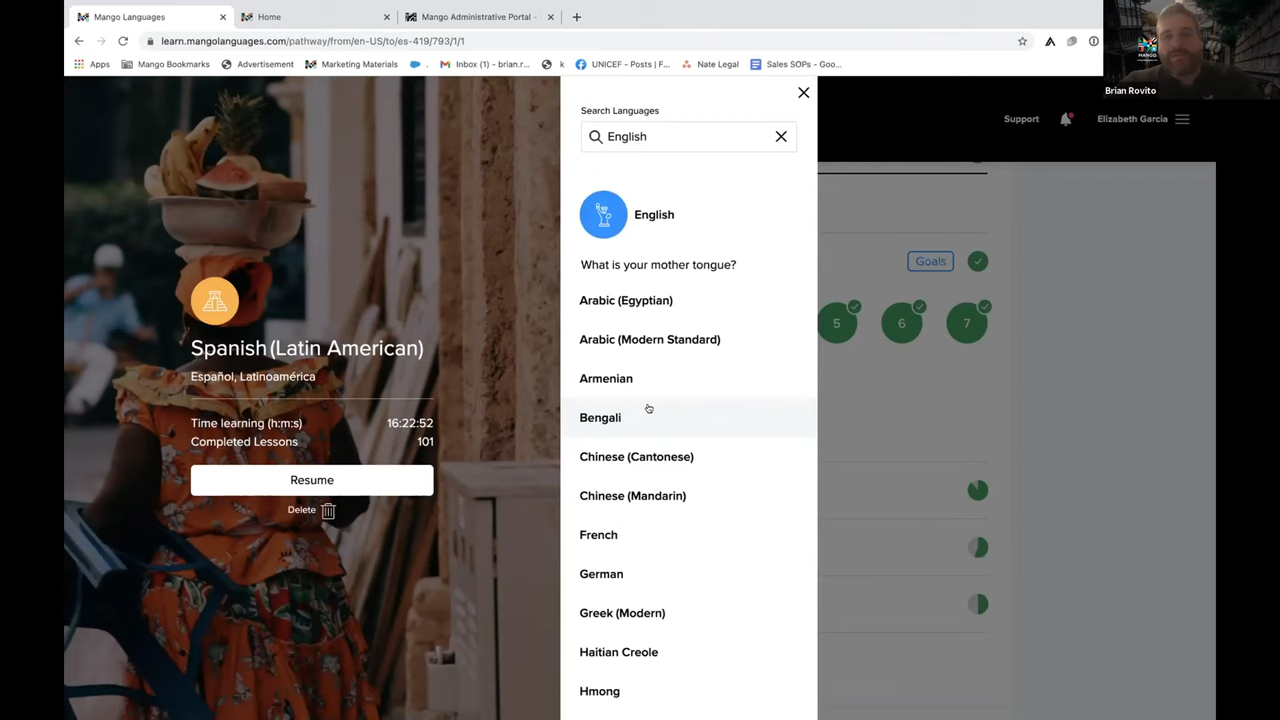 Mango Languages
Home
Mango Administrative Portal -
learn.mangolanguages.com/pathway/from/en-US/to/es-419/793/1/1
Apps
Mango Bookmarks
Advertisement
Marketing Materials
Inbox (1) - brian.r...
k
UNICEF - Posts | F...
Nate Legal
Sales SOPs - Goo...
MANGO
Brian Rovito
Support
Elizabeth Garcia
Spanish (Latin American)
Español, Latinoamérica
Time learning (h:m:s) 16:22:52
Completed Lessons 101
Resume
Delete
Search Languages
English
English
What is your mother tongue?
Arabic (Egyptian)
Arabic (Modern Standard)
Armenian
Bengali
Chinese (Cantonese)
Chinese (Mandarin)
French
German
Greek (Modern)
Haitian Creole
Hmong
Goals
5 6 7